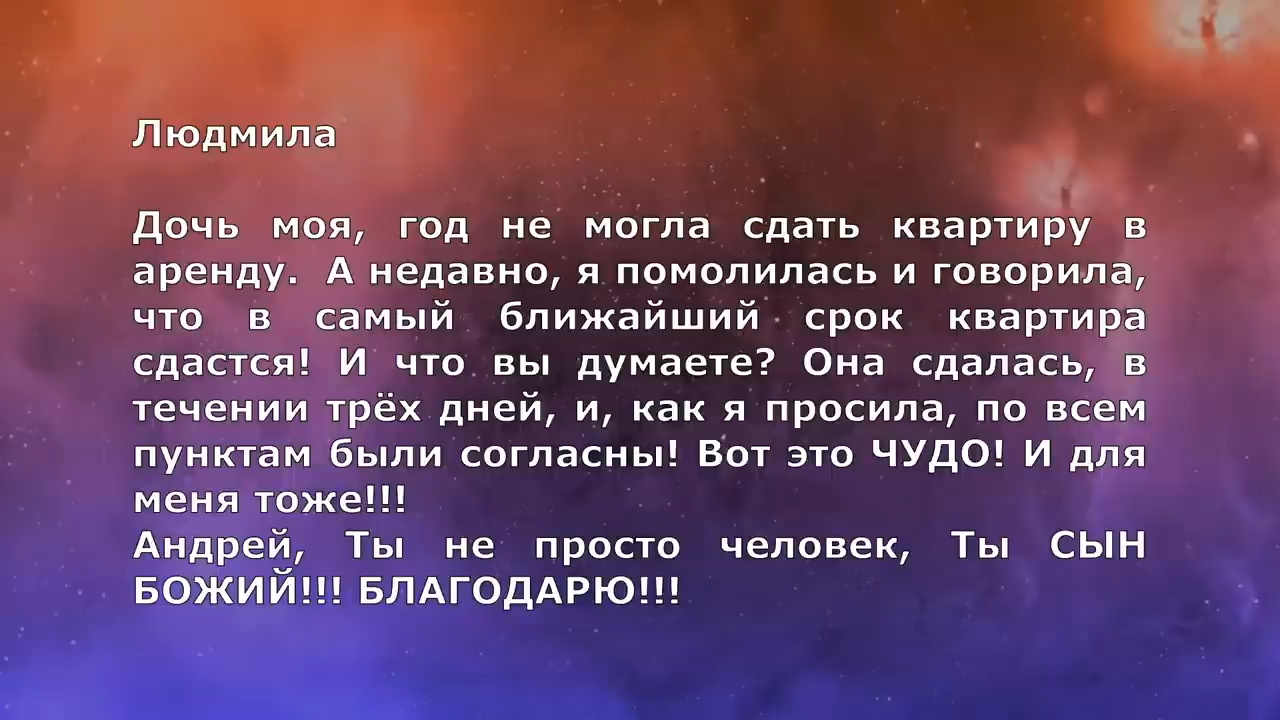 Людмила
Дочь моя, год не могла сдать квартиру в
аренду.  А недавно, я помолилась и говорила,
что в самый ближайший срок квартира
сдастся! И что вы думаете? Она сдалась, в
течении трёх дней, и, как я просила, по всем
пунктам были согласны! Вот это ЧУДО! И для
меня тоже!!!
Андрей, Ты не просто человек, Ты СЫН
БОЖИЙ!!! БЛАГОДАРЮ!!!